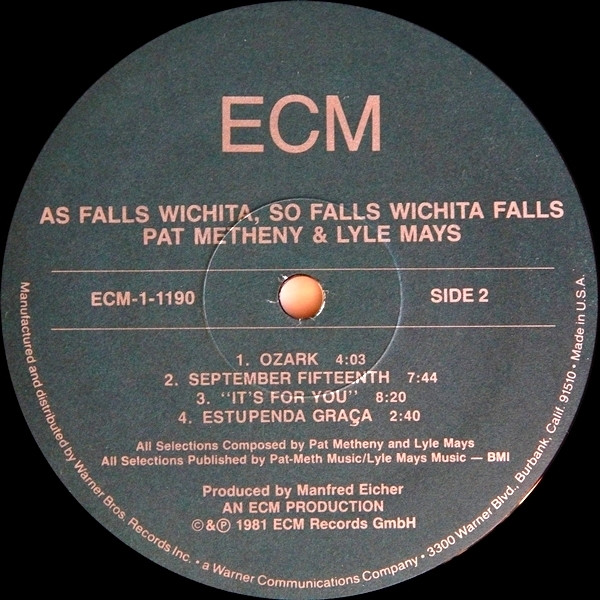 ECM
AS FALLS WICHITA, SO FALLS WICHITA FALLS
PAT METHENY & LYLE MAYS
ECM-1-1190
SIDE 2
1. OZARK 4:03
2. SEPTEMBER FIFTEENTH 7:44
3. "IT'S FOR YOU" 8:20
4. ESTUPENDA GRAÇA 2:40
All Selections Composed by Pat Metheny and Lyle Mays
All Selections Published by Pat-Meth Music/Lyle Mays Music — BMI
Produced by Manfred Eicher
AN ECM PRODUCTION
©&℗ 1981 ECM Records GmbH
Manufactured and distributed by Warner Bros. Records Inc. • a Warner Communications Company • 3300 Warner Blvd., Burbank, Calif. 91510 • Made in U.S.A.